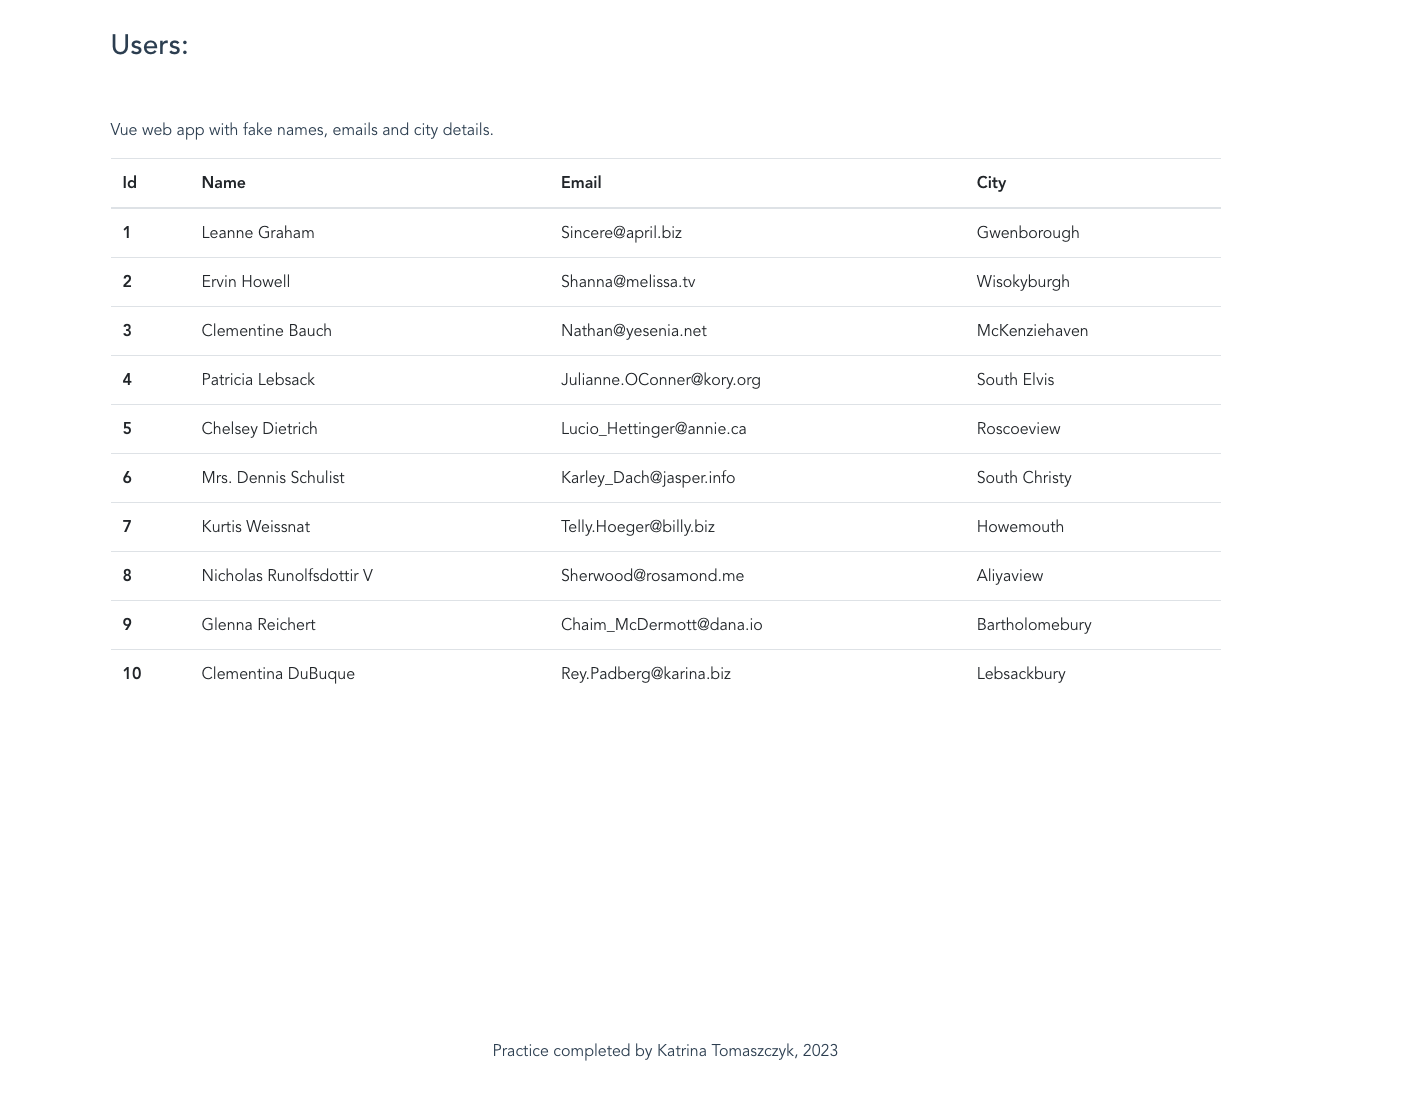 Users:
Vue web app with fake names, emails and city details.
Id Name Email City
1 Leanne Graham Sincere@april.biz Gwenborough
2 Ervin Howell Shanna@melissa.tv Wisokyburgh
3 Clementine Bauch Nathan@yesenia.net McKenziehaven
4 Patricia Lebsack Julianne.OConner@kory.org South Elvis
5 Chelsey Dietrich Lucio_Hettinger@annie.ca Roscoeview
6 Mrs. Dennis Schulist Karley_Dach@jasper.info South Christy
7 Kurtis Weissnat Telly.Hoeger@billy.biz Howemouth
8 Nicholas Runolfsdottir V Sherwood@rosamond.me Aliyaview
9 Glenna Reichert Chaim_McDermott@dana.io Bartholomebury
10 Clementina DuBuque Rey.Padberg@karina.biz Lebsackbury
Practice completed by Katrina Tomaszczyk, 2023